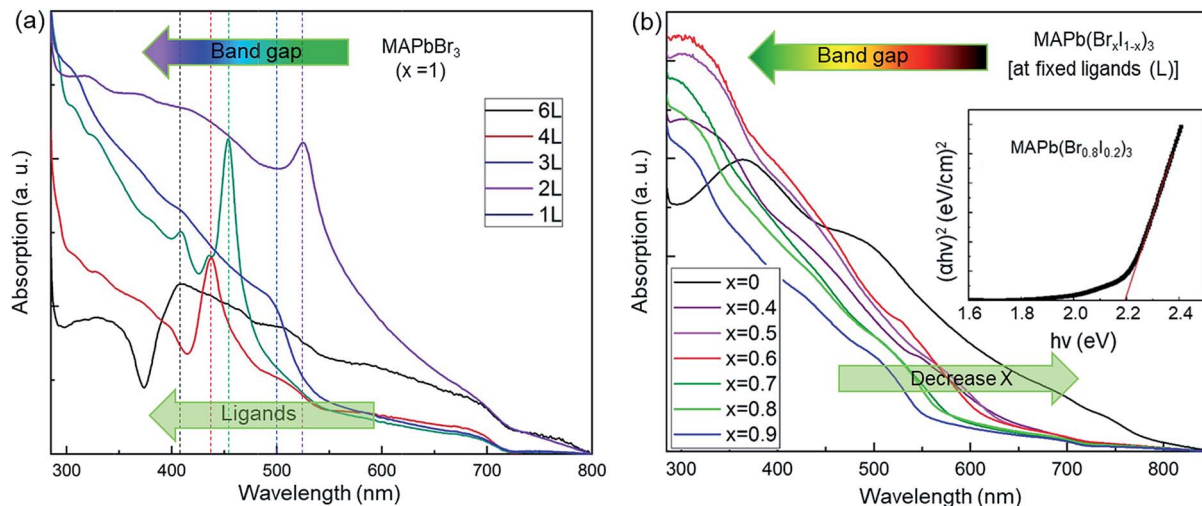 (a)
Band gap
MAPbBr₃
(x =1)
6L
4L
3L
2L
1L
Ligands
Absorption (a. u.)
300 400 500 600 700 800
Wavelength (nm)
(b)
Band gap
MAPb(BrₓI₁₋ₓ)₃
[at fixed ligands (L)]
MAPb(Br₀.₈I₀.₂)₃
(αhν)² (eV/cm)²
1.6 1.8 2.0 2.2 2.4
hν (eV)
x=0
x=0.4
x=0.5
x=0.6
x=0.7
x=0.8
x=0.9
Decrease X
Absorption (a. u.)
300 400 500 600 700 800
Wavelength (nm)